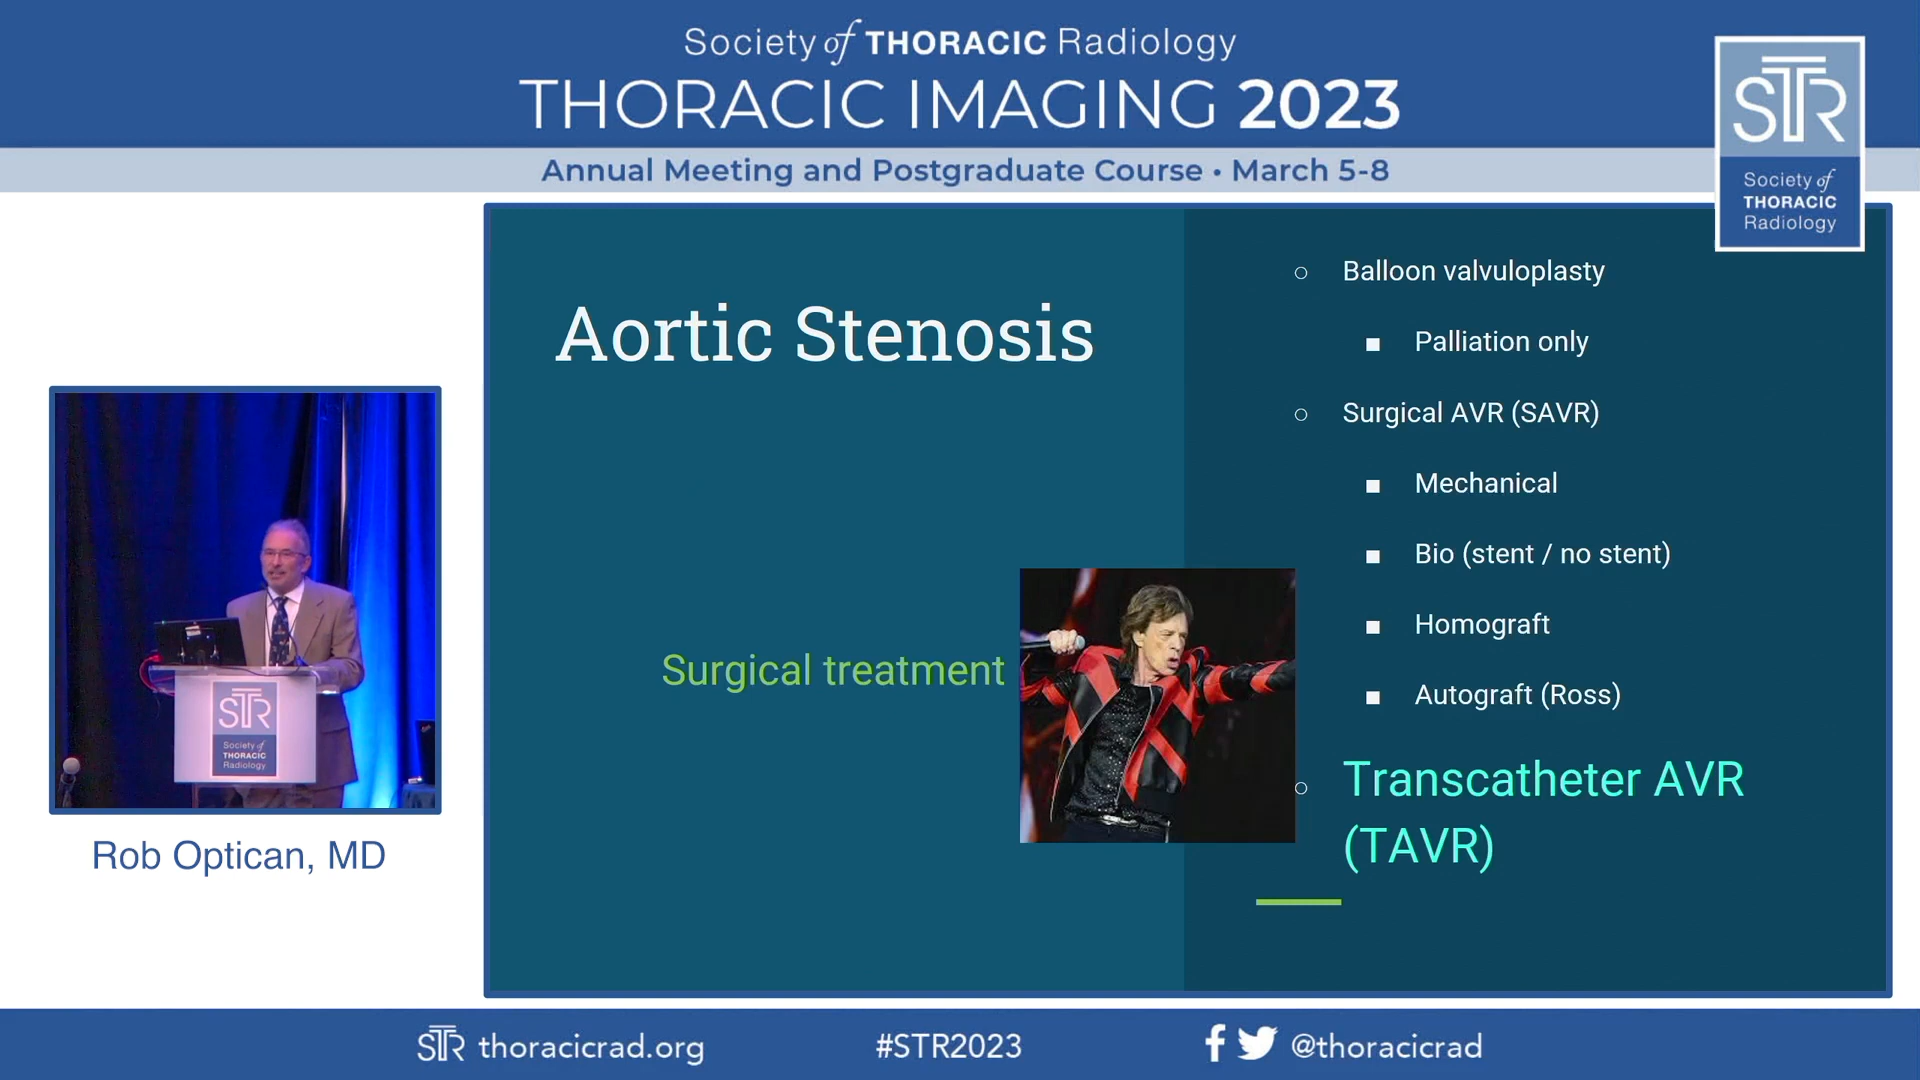 Society of THORACIC Radiology
THORACIC IMAGING 2023
Annual Meeting and Postgraduate Course • March 5-8
STR
Society of
THORACIC
Radiology
Aortic Stenosis
Surgical treatment
○ Balloon valvuloplasty
■ Palliation only
○ Surgical AVR (SAVR)
■ Mechanical
■ Bio (stent / no stent)
■ Homograft
■ Autograft (Ross)
○ Transcatheter AVR
(TAVR)
STR
Society of
THORACIC
Radiology
Rob Optican, MD
STR thoracicrad.org
#STR2023
@thoracicrad